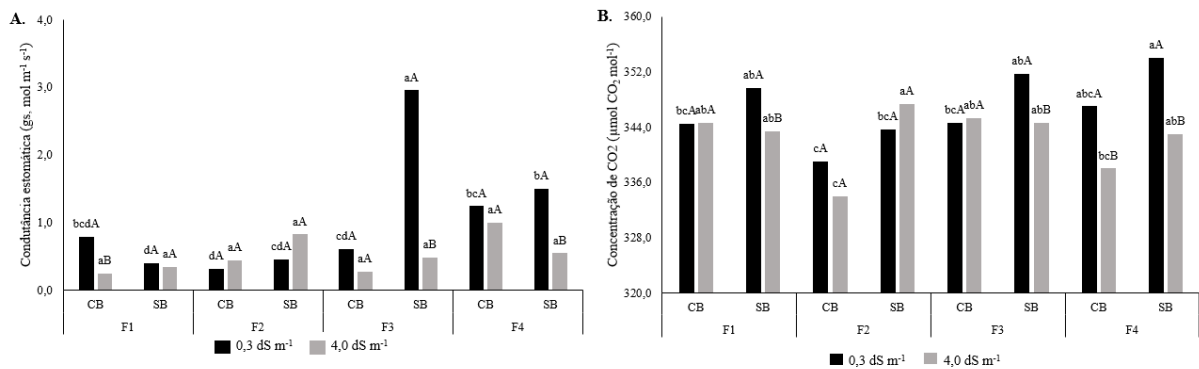 A.
Condutância estomática (gs, mol m⁻¹ s⁻¹)
4,0
3,0
2,0
1,0
0,0
bcdA
aB
dA
aA
dA
aA
cdA
aA
cdA
aA
aA
aB
bcA
aA
bA
aB
CB SB CB SB CB SB CB SB
F1 F2 F3 F4
0,3 dS m⁻¹ 4,0 dS m⁻¹
B.
Concentração de CO2 (µmol CO₂ mol⁻¹)
360,0
352,0
344,0
336,0
328,0
320,0
bcA
abA
abA
abB
cA
cA
bcA
aA
bcA
abA
abA
abB
abcA
bcB
aA
abB
CB SB CB SB CB SB CB SB
F1 F2 F3 F4
0,3 dS m⁻¹ 4,0 dS m⁻¹